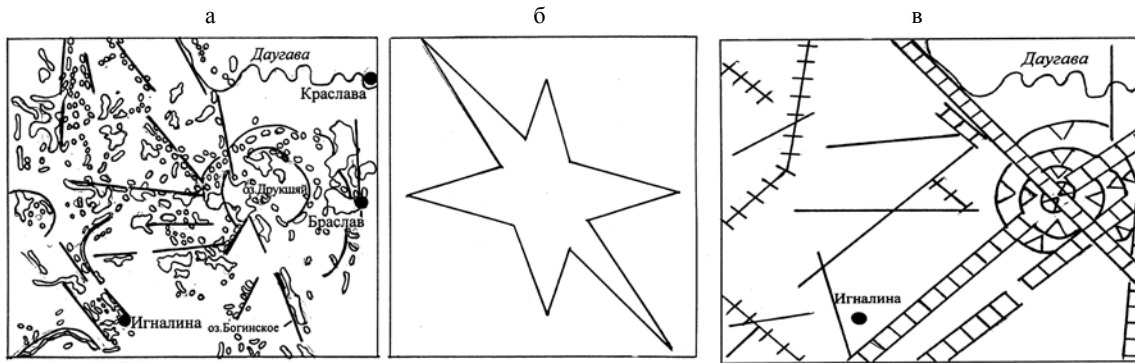 а
б
в
Даугава
Краслава
оз.Друкшяй
Браслав
Игналина
оз.Богинское
Даугава
Игналина